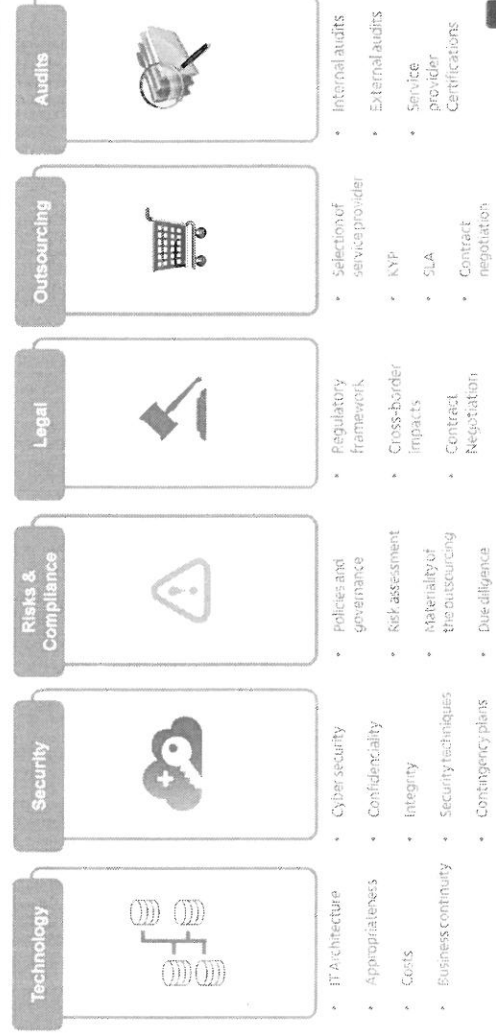 Technology
• IT Architecture
• Appropriateness
• Costs
• Business continuity
Security
• Cyber security
• Confidenciality
• Integrity
• Security techniques
• Contingency plans
Risks &
Compliance
• Policies and
governance
• Risk assessment
• Materiality of
the outsourcing
• Due diligence
Legal
• Regulatory
framework
• Cross-border
impacts
• Contract
Negotiation
Outsourcing
• Selection of
service provider
• KYP
• SLA
• Contract
negotiation
Audits
• Internal audits
• External audits
• Service
provider
Certifications